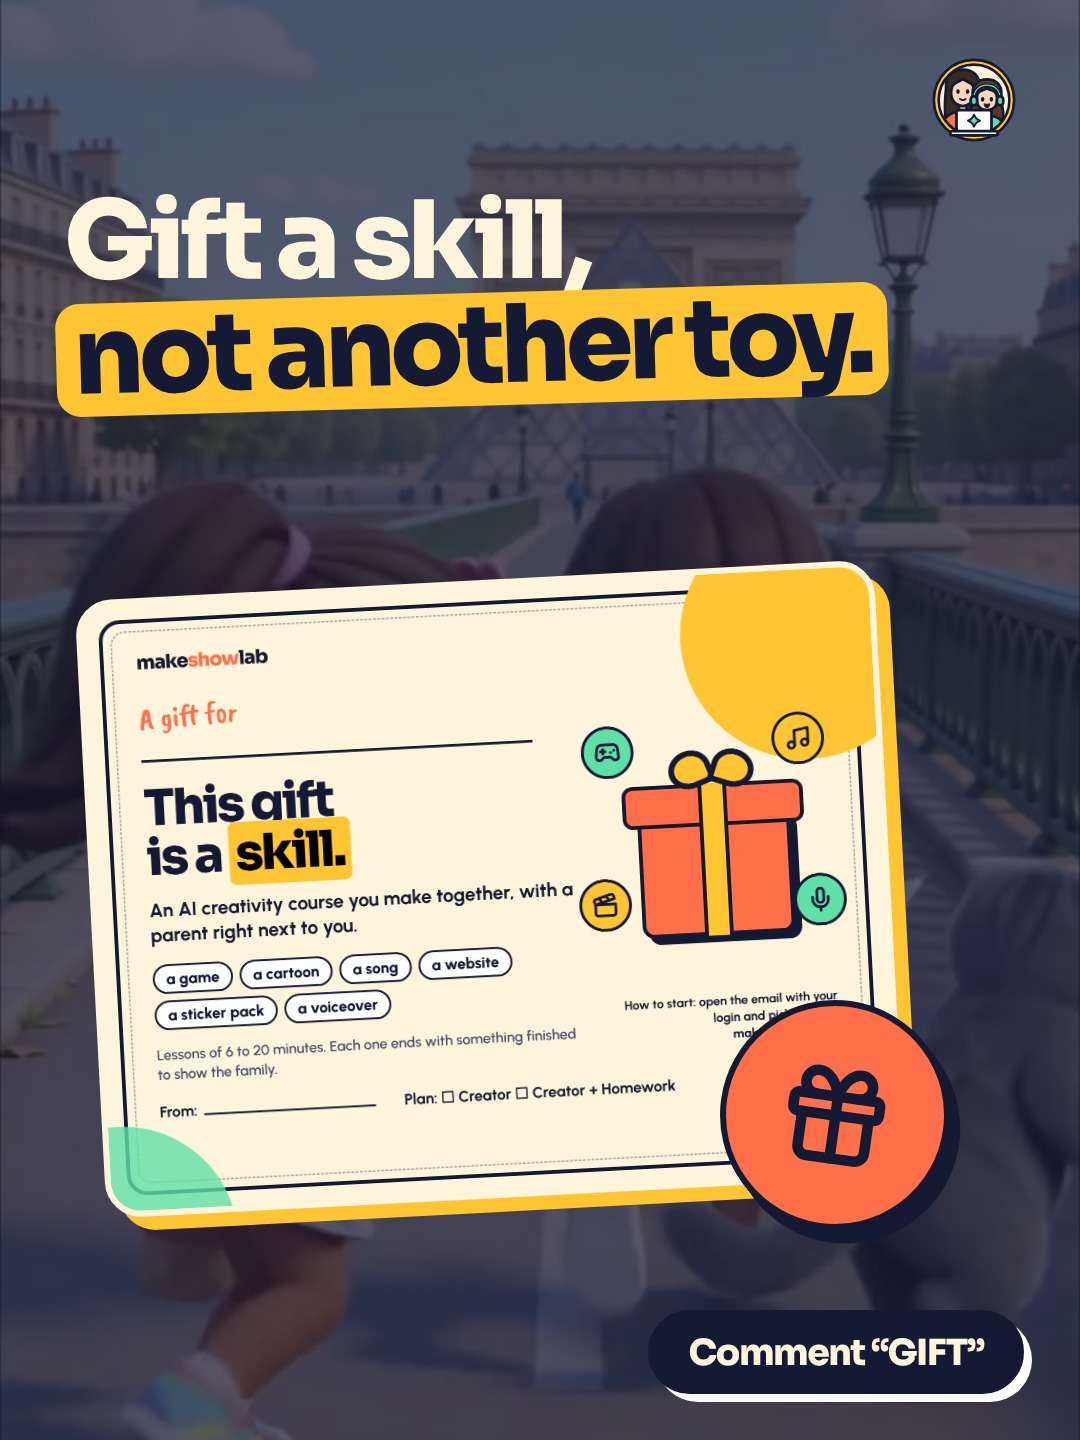 Gift a skill,
not another toy.
makeshowlab
A gift for
This gift
is a skill.
An AI creativity course you make together, with a
parent right next to you.
a game
a cartoon
a song
a website
a sticker pack
a voiceover
Lessons of 6 to 20 minutes. Each one ends with something finished
to show the family.
From:
Plan: ☐ Creator ☐ Creator + Homework
How to start: open the email with your
login and
Comment “GIFT”